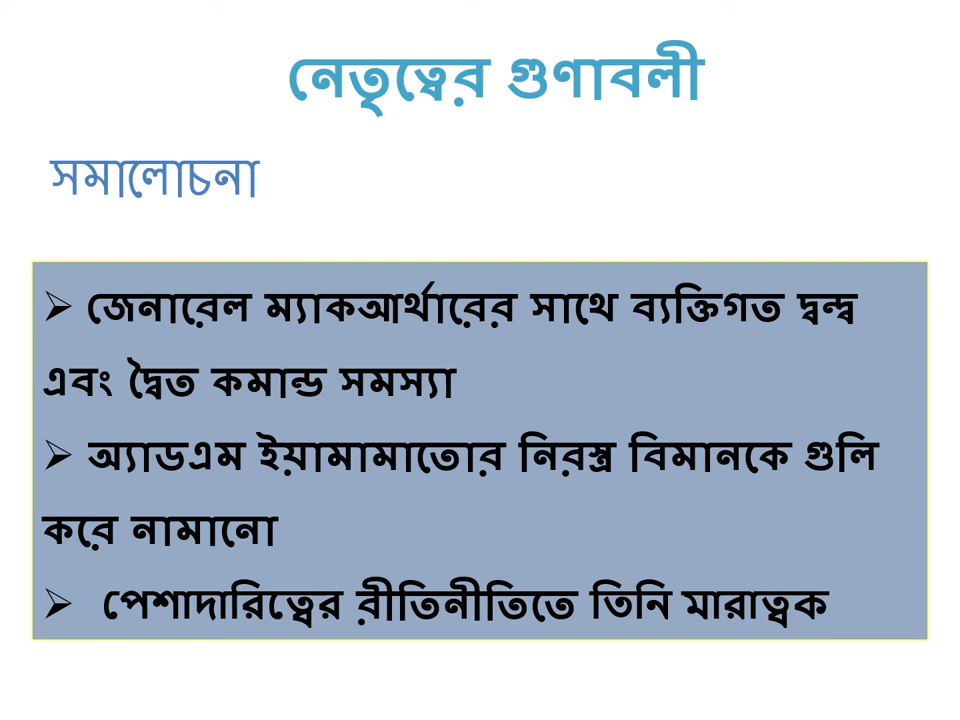 নেতৃত্বের গুণাবলী
সমালোচনা
➢ জেনারেল ম্যাকআর্থারের সাথে ব্যক্তিগত দ্বন্দ্ব
এবং দ্বৈত কমান্ড সমস্যা
➢ অ্যাডএম ইয়ামামাতোর নিরস্ত্র বিমানকে গুলি
করে নামানো
➢ পেশাদারিত্বের রীতিনীতিতে তিনি মারাত্বক